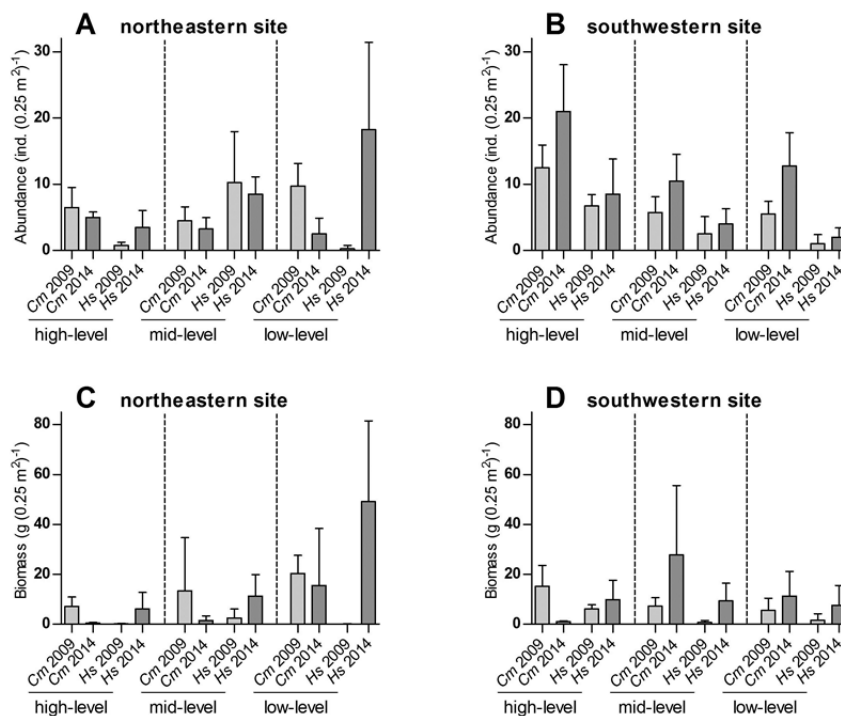 A northeastern site
Abundance (ind. (0.25 m²)⁻¹)
30
20
10
0
Cm 2009
Cm 2014
Hs 2009
Hs 2014
Cm 2009
Cm 2014
Hs 2009
Hs 2014
Cm 2009
Cm 2014
Hs 2009
Hs 2014
high-level mid-level low-level
B southwestern site
Abundance (ind. (0.25 m²)⁻¹)
30
20
10
0
Cm 2009
Cm 2014
Hs 2009
Hs 2014
Cm 2009
Cm 2014
Hs 2009
Hs 2014
Cm 2009
Cm 2014
Hs 2009
Hs 2014
high-level mid-level low-level
C northeastern site
Biomass (g (0.25 m²)⁻¹)
80
60
40
20
0
Cm 2009
Cm 2014
Hs 2009
Hs 2014
Cm 2009
Cm 2014
Hs 2009
Hs 2014
Cm 2009
Cm 2014
Hs 2009
Hs 2014
high-level mid-level low-level
D southwestern site
Biomass (g (0.25 m²)⁻¹)
80
60
40
20
0
Cm 2009
Cm 2014
Hs 2009
Hs 2014
Cm 2009
Cm 2014
Hs 2009
Hs 2014
Cm 2009
Cm 2014
Hs 2009
Hs 2014
high-level mid-level low-level